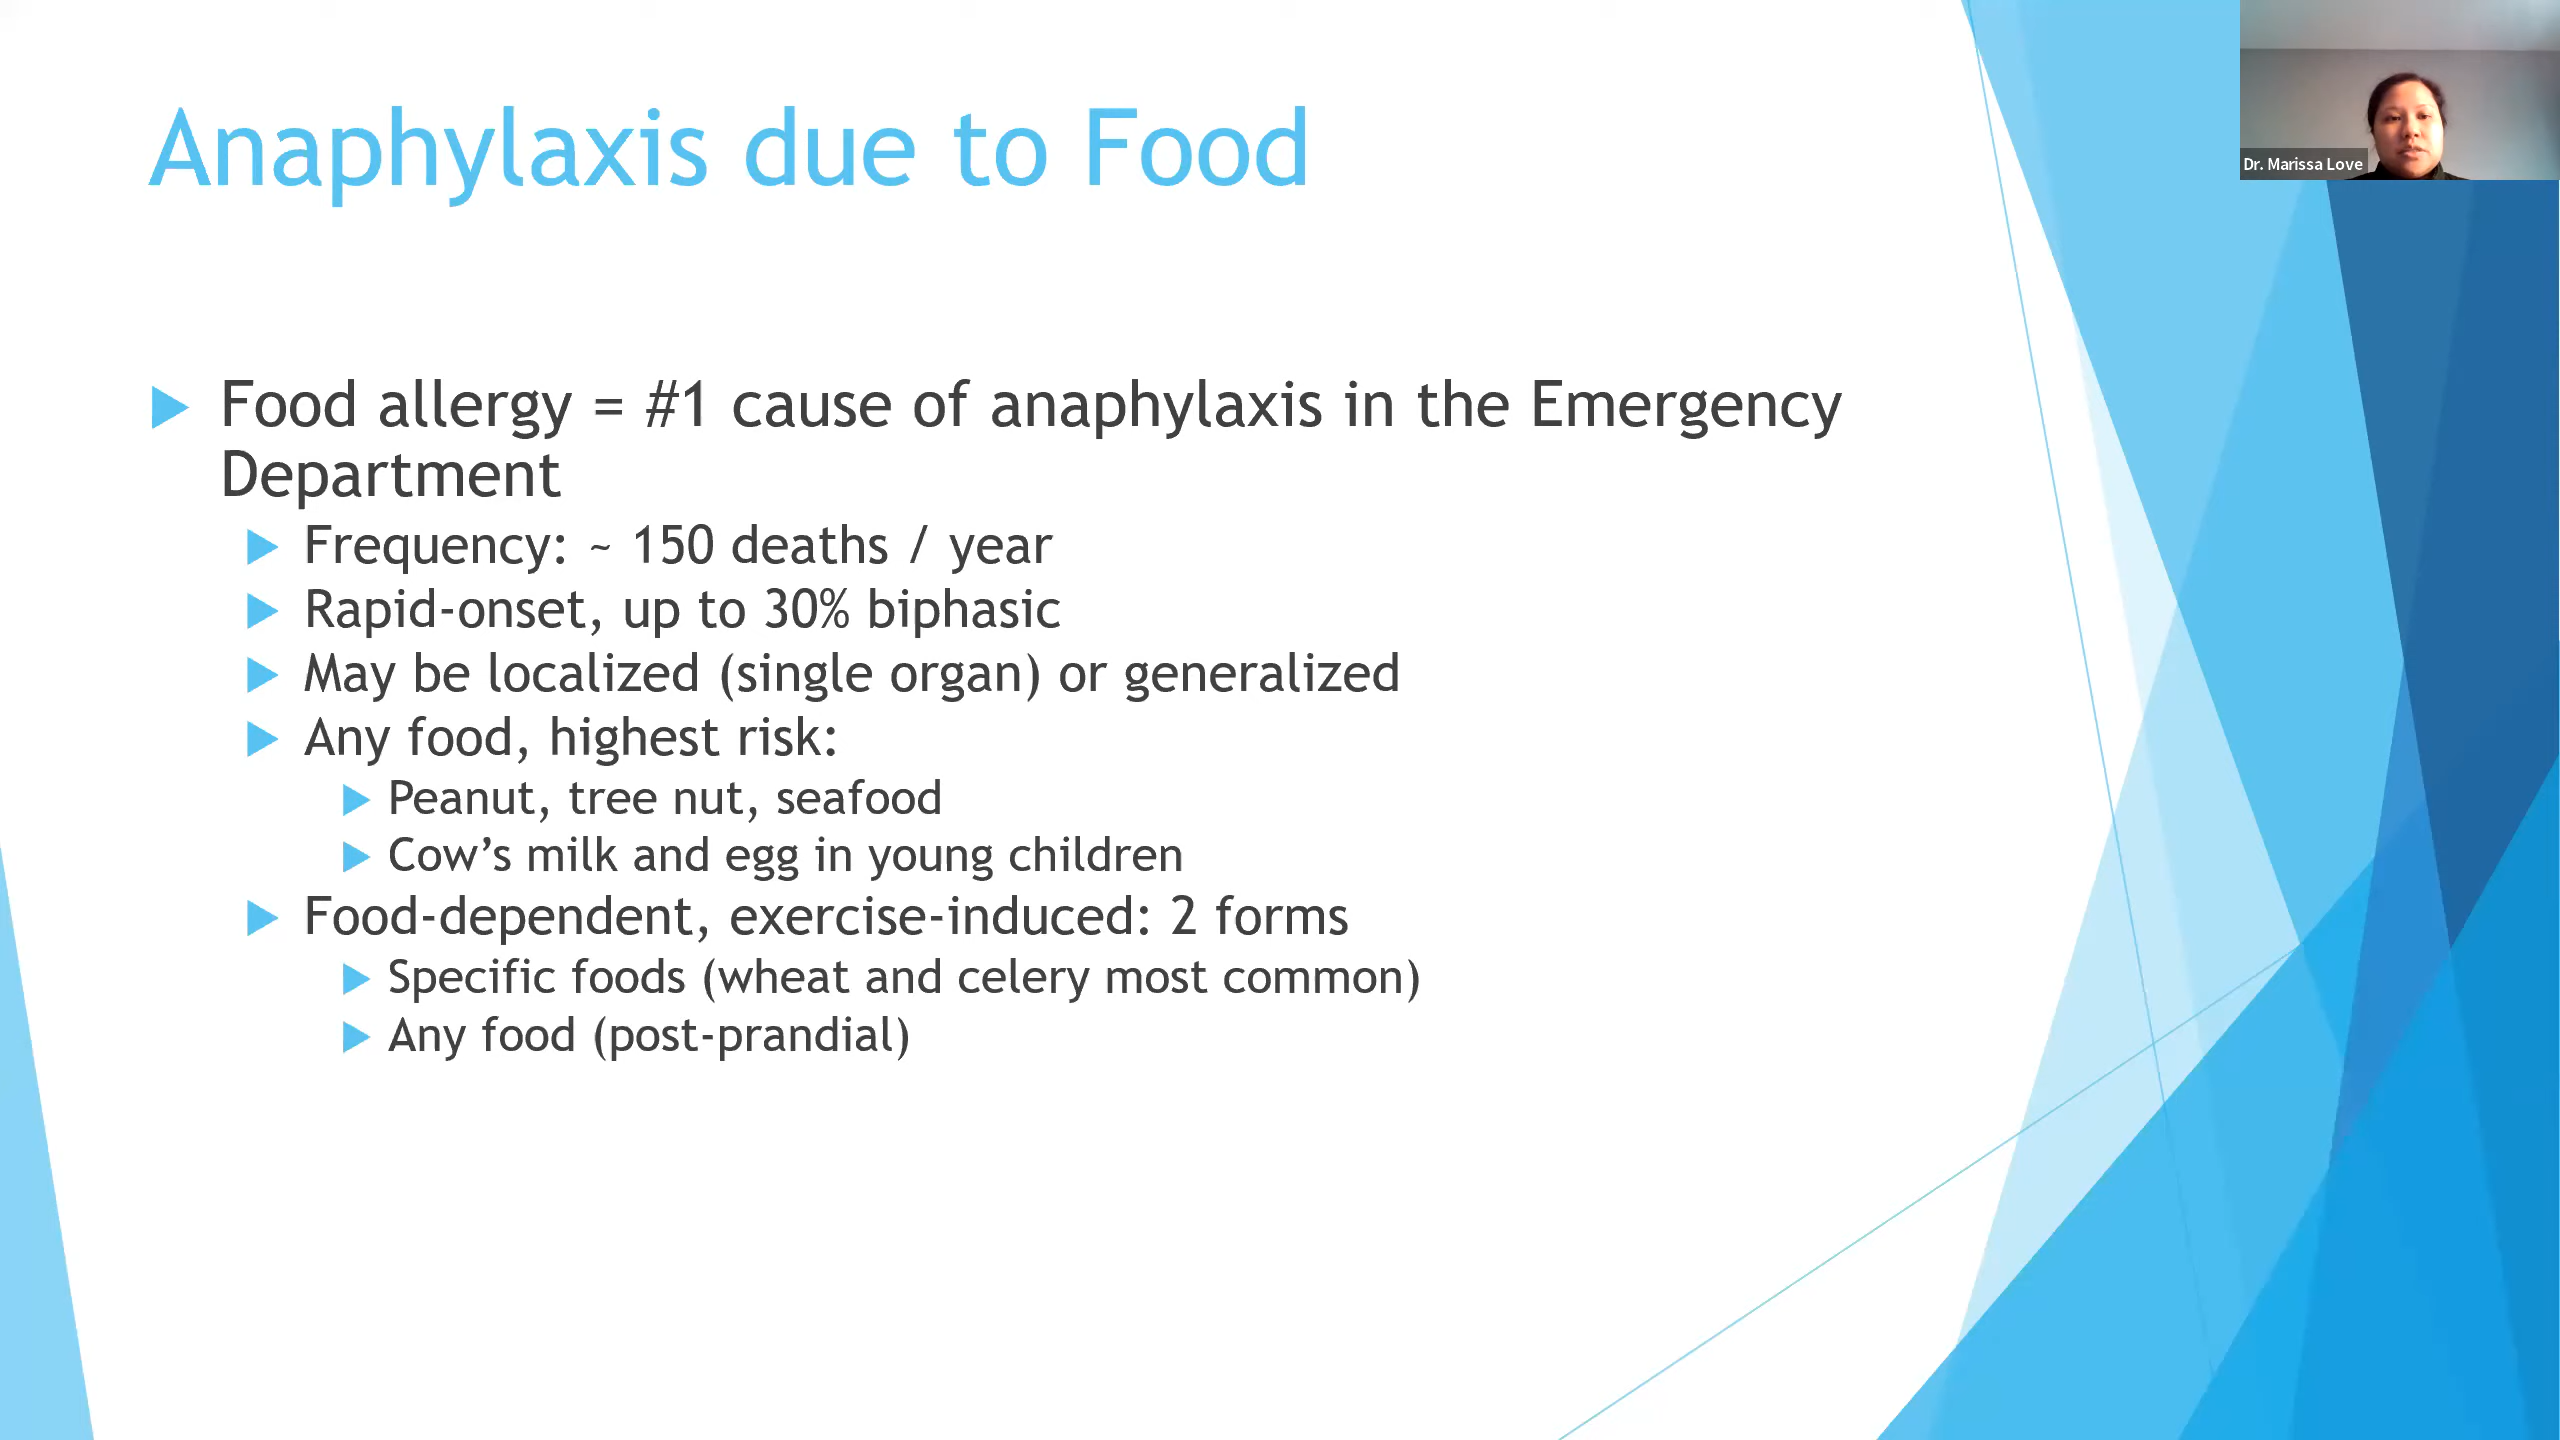 Anaphylaxis due to Food
Dr. Marissa Love
Food allergy = #1 cause of anaphylaxis in the Emergency
Department
Frequency: ~ 150 deaths / year
Rapid-onset, up to 30% biphasic
May be localized (single organ) or generalized
Any food, highest risk:
Peanut, tree nut, seafood
Cow’s milk and egg in young children
Food-dependent, exercise-induced: 2 forms
Specific foods (wheat and celery most common)
Any food (post-prandial)